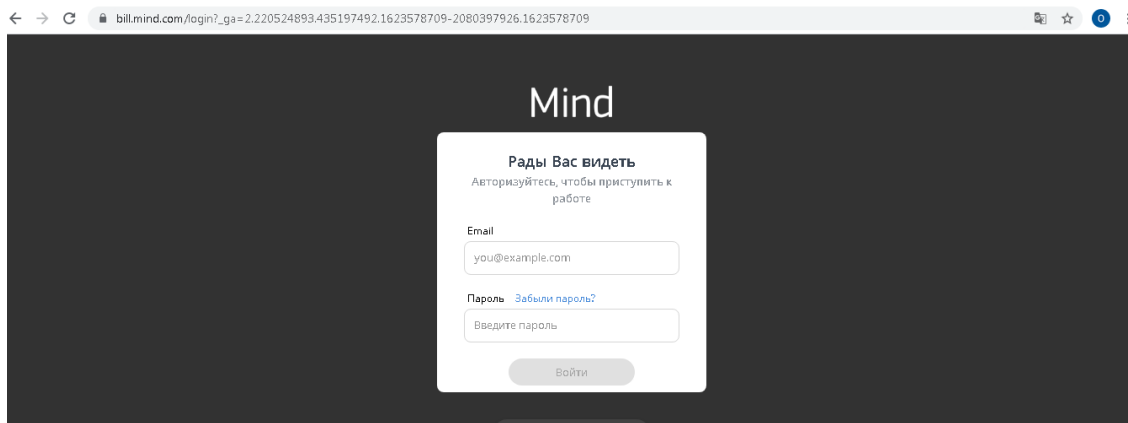 bill.mind.com/login?_ga=2.220524893.435197492.1623578709-2080397926.1623578709
O
Mind
Рады Вас видеть
Авторизуйтесь, чтобы приступить к
работе
Email
you@example.com
Пароль Забыли пароль?
Введите пароль
Войти